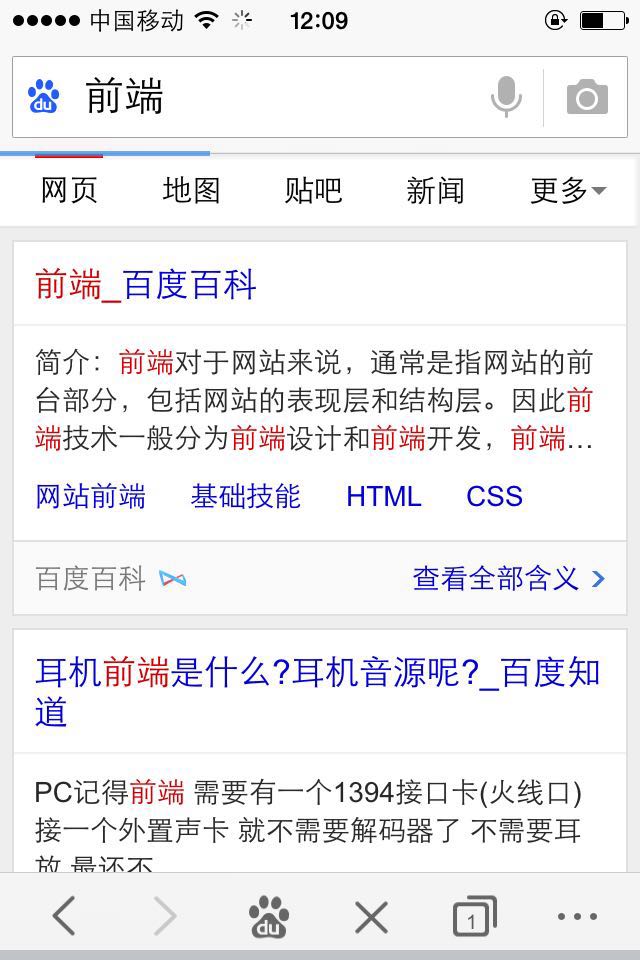 中国移动 12:09
du 前端
网页 地图 贴吧 新闻 更多
前端_百度百科
简介：前端对于网站来说，通常是指网站的前
台部分，包括网站的表现层和结构层。因此前
端技术一般分为前端设计和前端开发，前端...
网站前端 基础技能 HTML CSS
百度百科 查看全部含义
耳机前端是什么?耳机音源呢?_百度知
道
PC记得前端 需要有一个1394接口卡(火线口)
接一个外置声卡 就不需要解码器了 不需要耳
放 最还不
du 1